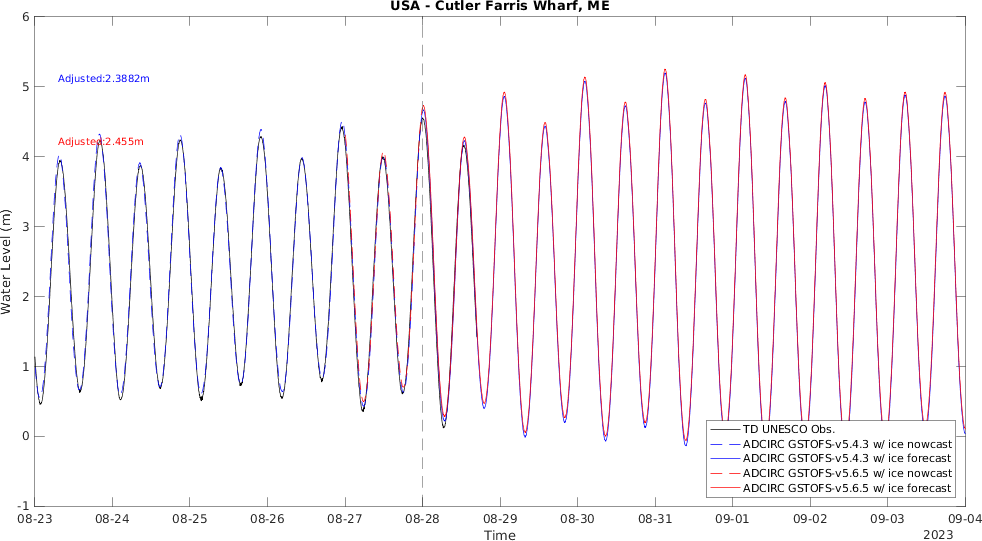 USA - Cutler Farris Wharf, ME
6
5
4
3
2
1
0
-1
Water Level (m)
Adjusted:2.3882m
Adjusted:2.455m
TD UNESCO Obs.
ADCIRC GSTOFS-v5.4.3 w/ ice nowcast
ADCIRC GSTOFS-v5.4.3 w/ ice forecast
ADCIRC GSTOFS-v5.6.5 w/ ice nowcast
ADCIRC GSTOFS-v5.6.5 w/ ice forecast
08-23 08-24 08-25 08-26 08-27 08-28 08-29 08-30 08-31 09-01 09-02 09-03 09-04
Time
2023